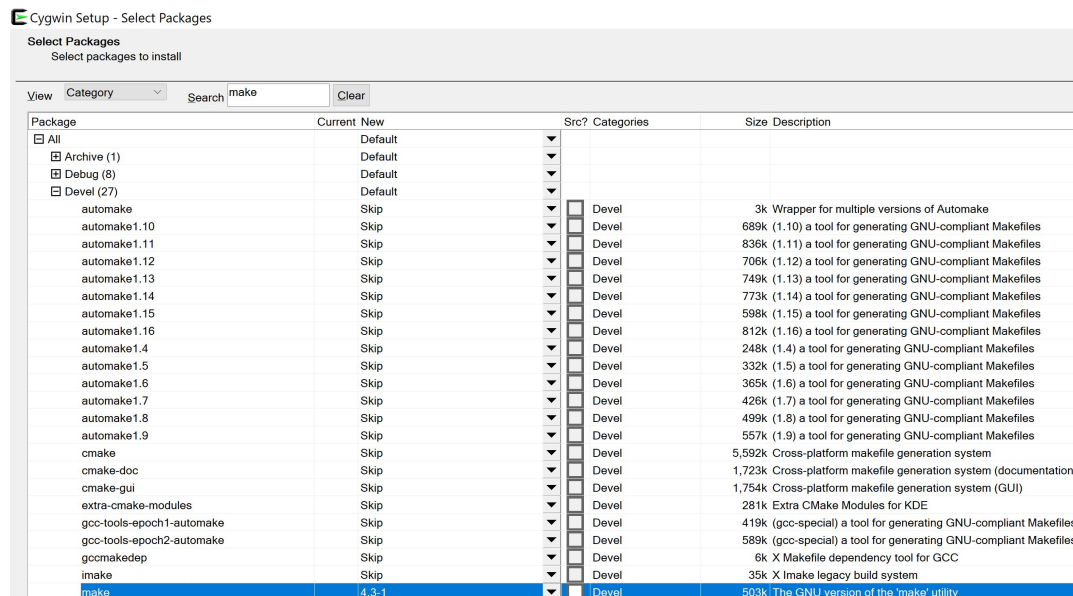 Cygwin Setup - Select Packages
Select Packages
Select packages to install
View Category Search make Clear
Package Current New Src? Categories Size Description
All Default
Archive (1) Default
Debug (8) Default
Devel (27) Default
automake Skip Devel 3k Wrapper for multiple versions of Automake
automake1.10 Skip Devel 689k (1.10) a tool for generating GNU-compliant Makefiles
automake1.11 Skip Devel 836k (1.11) a tool for generating GNU-compliant Makefiles
automake1.12 Skip Devel 706k (1.12) a tool for generating GNU-compliant Makefiles
automake1.13 Skip Devel 749k (1.13) a tool for generating GNU-compliant Makefiles
automake1.14 Skip Devel 773k (1.14) a tool for generating GNU-compliant Makefiles
automake1.15 Skip Devel 598k (1.15) a tool for generating GNU-compliant Makefiles
automake1.16 Skip Devel 812k (1.16) a tool for generating GNU-compliant Makefiles
automake1.4 Skip Devel 248k (1.4) a tool for generating GNU-compliant Makefiles
automake1.5 Skip Devel 332k (1.5) a tool for generating GNU-compliant Makefiles
automake1.6 Skip Devel 365k (1.6) a tool for generating GNU-compliant Makefiles
automake1.7 Skip Devel 426k (1.7) a tool for generating GNU-compliant Makefiles
automake1.8 Skip Devel 499k (1.8) a tool for generating GNU-compliant Makefiles
automake1.9 Skip Devel 557k (1.9) a tool for generating GNU-compliant Makefiles
cmake Skip Devel 5,592k Cross-platform makefile generation system
cmake-doc Skip Devel 1,723k Cross-platform makefile generation system (documentation
cmake-gui Skip Devel 1,754k Cross-platform makefile generation system (GUI)
extra-cmake-modules Skip Devel 281k Extra CMake Modules for KDE
gcc-tools-epoch1-automake Skip Devel 419k (gcc-special) a tool for generating GNU-compliant Makefiles
gcc-tools-epoch2-automake Skip Devel 589k (gcc-special) a tool for generating GNU-compliant Makefiles
gccmakedep Skip Devel 6k X Makefile dependency tool for GCC
imake Skip Devel 35k X Imake legacy build system
make 4.3-1 Devel 503k The GNU version of the 'make' utility